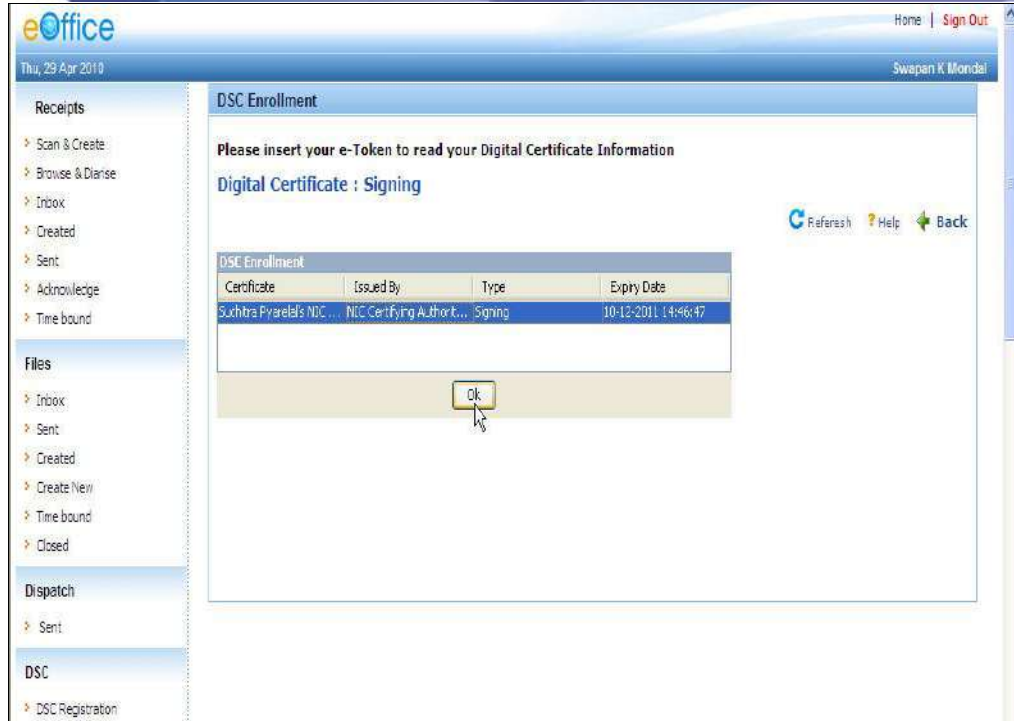 eOffice
Home | Sign Out
Thu, 29 Apr 2010
Swapan K Mondal
Receipts
Scan & Create
Browse & Diarise
Inbox
Created
Sent
Acknowledge
Time bound
Files
Inbox
Sent
Created
Create New
Time bound
Closed
Dispatch
Sent
DSC
DSC Registration
DSC Enrollment
Please insert your e-Token to read your Digital Certificate Information
Digital Certificate : Signing
Referesh ? Help Back
DSC Enrollment
Certificate Issued By Type Expiry Date
Suchitra Pyarelal's NIC ... NIC Certifying Authorit... Signing 10-12-2011 14:46:47
Ok